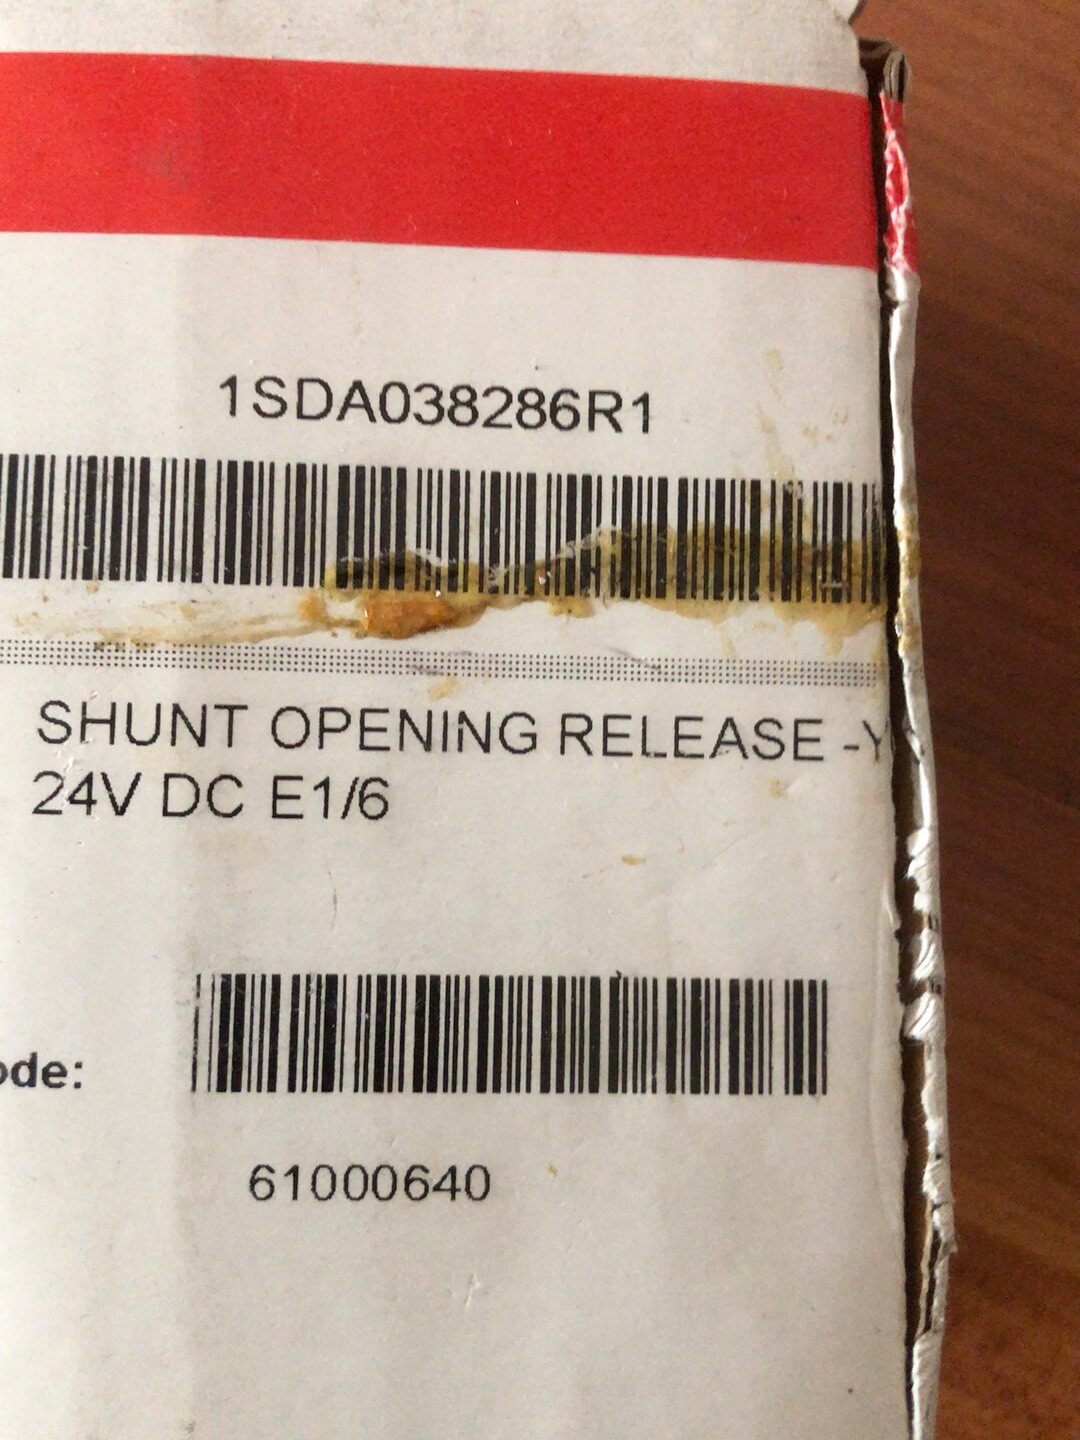 1SDA038286R1
SHUNT OPENING RELEASE -Y
24V DC E1/6
ode:
61000640